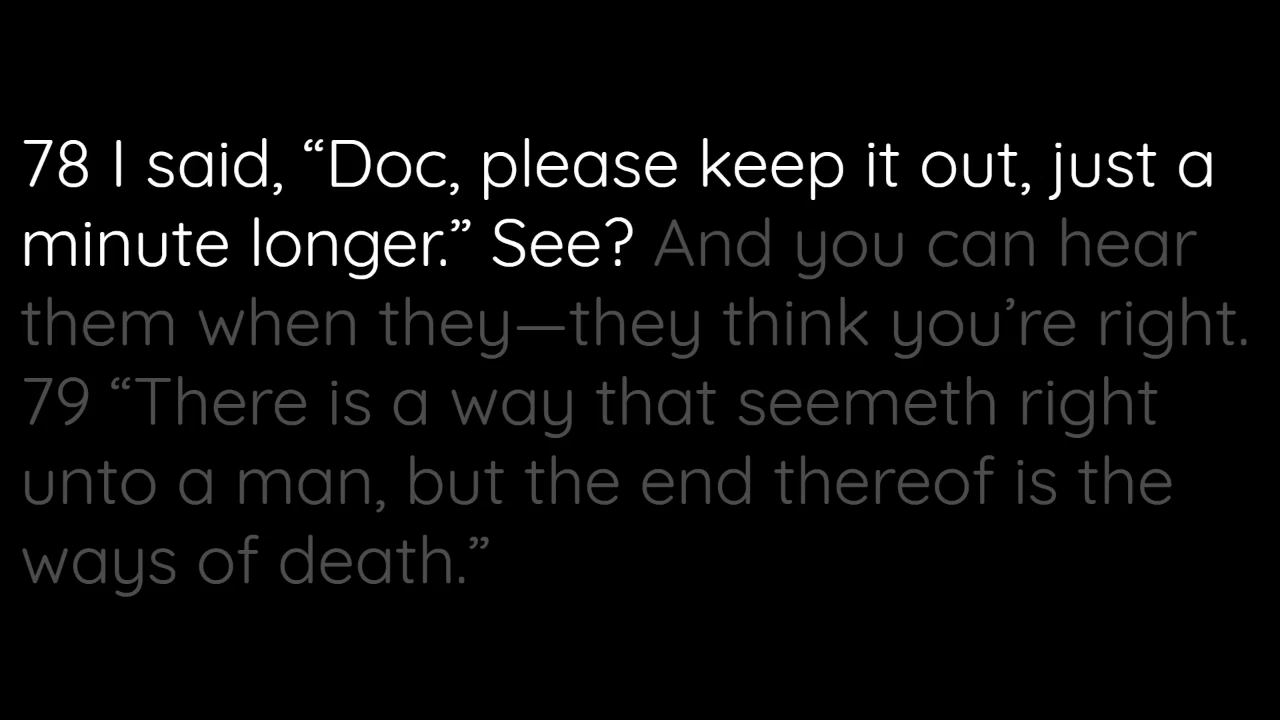 78 I said, “Doc, please keep it out, just a
minute longer.” See? And you can hear
them when they—they think you’re right.
79 “There is a way that seemeth right
unto a man, but the end thereof is the
ways of death.”